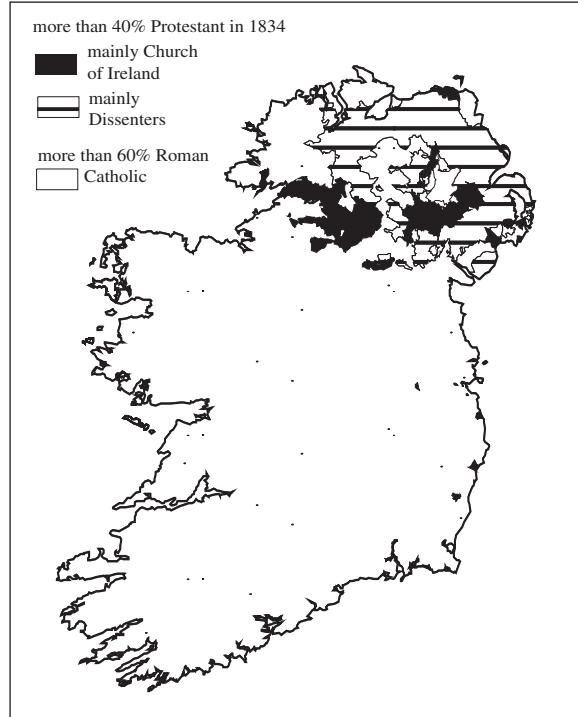 more than 40% Protestant in 1834
mainly Church
of Ireland
mainly
Dissenters
more than 60% Roman
Catholic